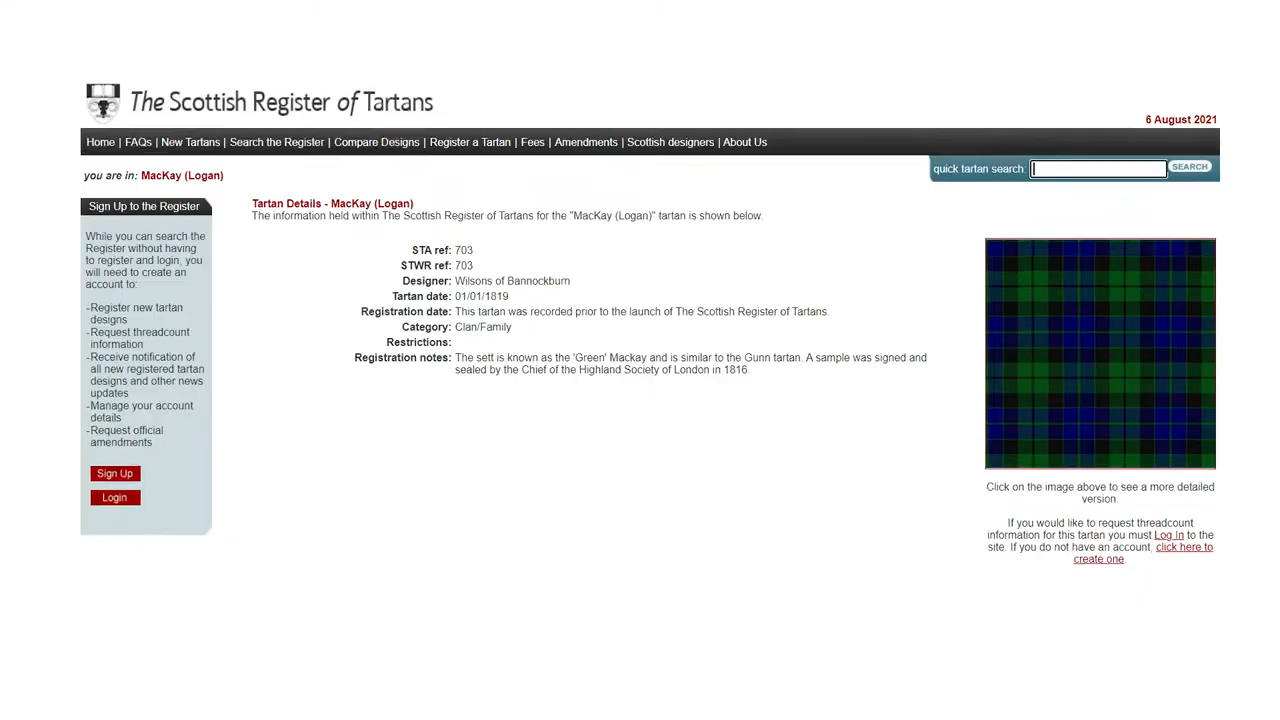 The Scottish Register of Tartans
6 August 2021
Home | FAQs | New Tartans | Search the Register | Compare Designs | Register a Tartan | Fees | Amendments | Scottish designers | About Us
quick tartan search SEARCH
you are in: MacKay (Logan)
Sign Up to the Register
While you can search the
Register without having
to register and login, you
will need to create an
account to:
-Register new tartan
designs
-Request threadcount
information
-Receive notification of
all new registered tartan
designs and other news
updates
-Manage your account
details
-Request official
amendments
Sign Up
Login
Tartan Details - MacKay (Logan)
The information held within The Scottish Register of Tartans for the "MacKay (Logan)" tartan is shown below.
STA ref: 703
STWR ref: 703
Designer: Wilsons of Bannockburn
Tartan date: 01/01/1819
Registration date: This tartan was recorded prior to the launch of The Scottish Register of Tartans.
Category: Clan/Family
Restrictions:
Registration notes: The sett is known as the 'Green' Mackay and is similar to the Gunn tartan. A sample was signed and
sealed by the Chief of the Highland Society of London in 1816.
Click on the image above to see a more detailed
version.
If you would like to request threadcount
information for this tartan you must Log In to the
site. If you do not have an account, click here to
create one.